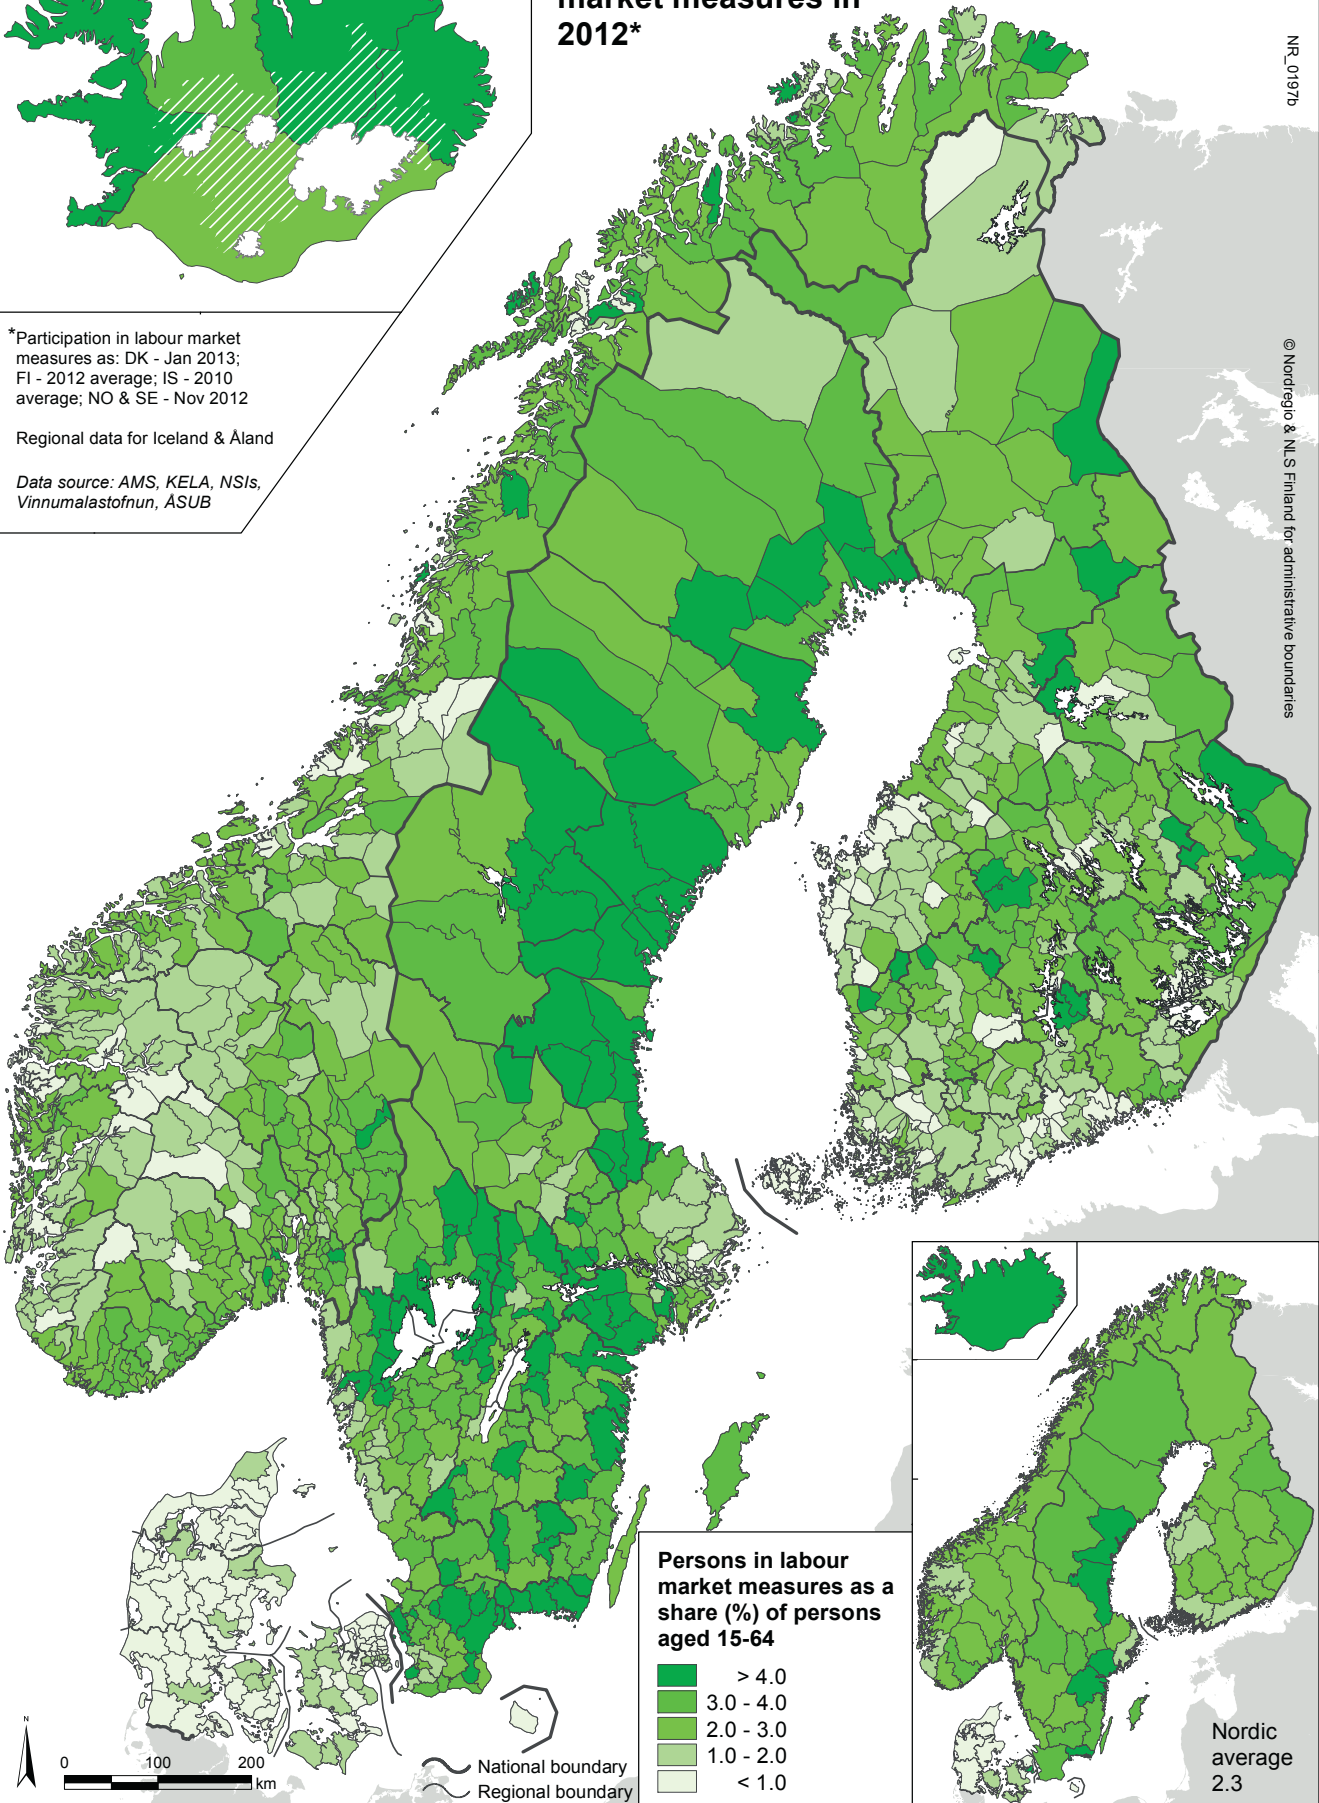 market measures in
2012*
NR_0197b
*Participation in labour market
measures as: DK - Jan 2013;
FI - 2012 average; IS - 2010
average; NO & SE - Nov 2012
Regional data for Iceland & Åland
Data source: AMS, KELA, NSIs,
Vinnumalastofnun, ÅSUB
© Nordregio & NLS Finland for administrative boundaries
Persons in labour
market measures as a
share (%) of persons
aged 15-64
> 4.0
3.0 - 4.0
2.0 - 3.0
1.0 - 2.0
< 1.0
Nordic
average
2.3
N
0 100 200
km
National boundary
Regional boundary